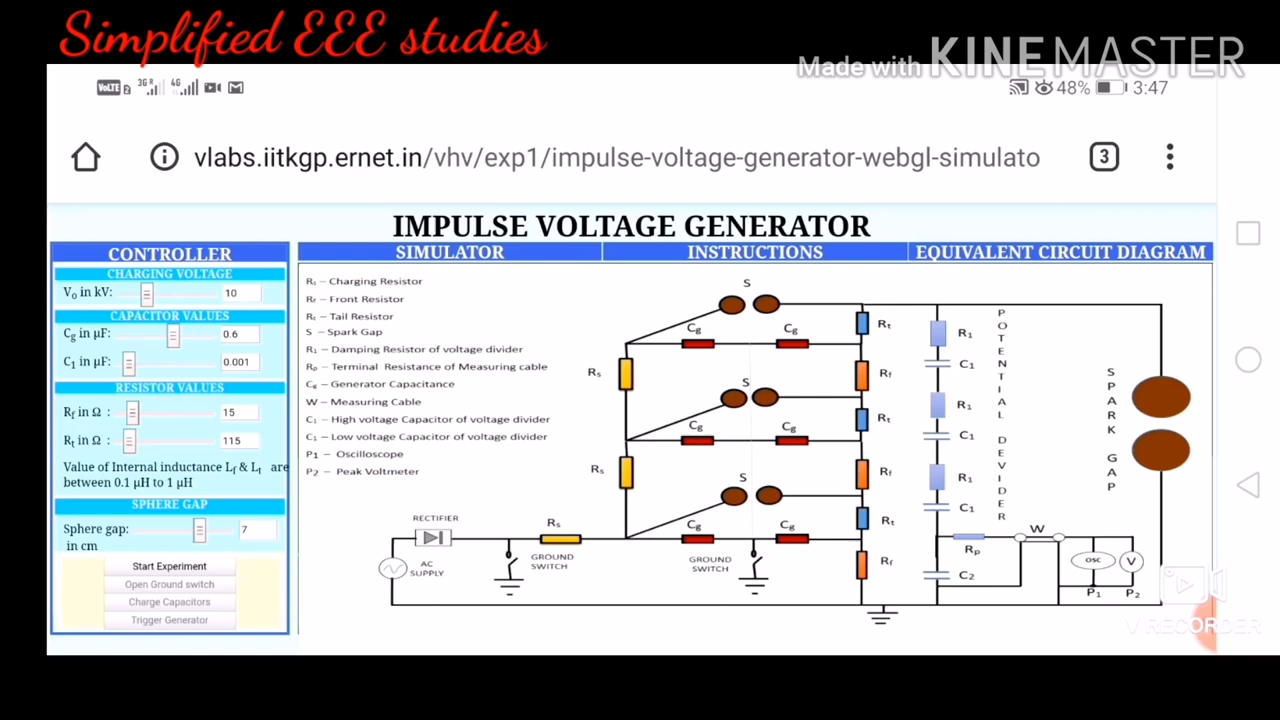 Simplified EEE studies
Made with KINEMASTER
VoLTE 2 3G R 4G 48% 3:47
vlabs.iitkgp.ernet.in/vhv/exp1/impulse-voltage-generator-webgl-simulato 3
IMPULSE VOLTAGE GENERATOR
CONTROLLER
CHARGING VOLTAGE
V₀ in kV: 10
CAPACITOR VALUES
Cg in µF: 0.6
C₁ in µF: 0.001
RESISTOR VALUES
Rf in Ω : 15
Rt in Ω : 115
Value of Internal inductance Lf & Lt are
between 0.1 µH to 1 µH
SPHERE GAP
Sphere gap: 7
in cm
Start Experiment
Open Ground switch
Charge Capacitors
Trigger Generator
SIMULATOR INSTRUCTIONS EQUIVALENT CIRCUIT DIAGRAM
Rs – Charging Resistor
Rf – Front Resistor
Rt – Tail Resistor
S – Spark Gap
R₁ – Damping Resistor of voltage divider
Rp – Terminal Resistance of Measuring cable
Cg – Generator Capacitance
W – Measuring Cable
C₁ – High voltage Capacitor of voltage divider
C₁ – Low voltage Capacitor of voltage divider
P1 – Oscilloscope
P2 – Peak Voltmeter
S
Cg Cg Rt
Rs Rf
S
Cg Cg Rt
Rs Rf
S
Cg Cg Rt
RECTIFIER Rs
AC
SUPPLY
GROUND
SWITCH
GROUND
SWITCH
Rf
R₁
C₁
R₁
C₁
R₁
C₁
POTENTIAL DEVIDER
SPARK GAP
W
Rp
C₂
OSC V
P₁ P₂
V RECORDER